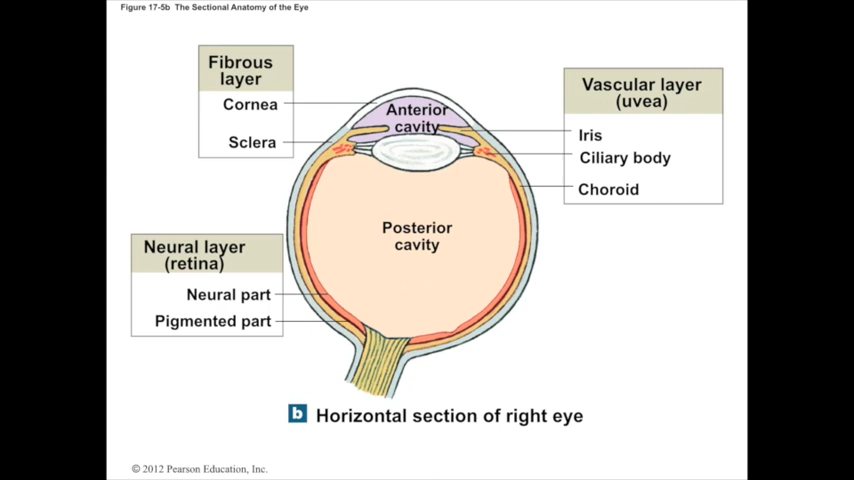 Figure 17-5b The Sectional Anatomy of the Eye
Fibrous
layer
Cornea
Sclera
Anterior
cavity
Vascular layer
(uvea)
Iris
Ciliary body
Choroid
Posterior
cavity
Neural layer
(retina)
Neural part
Pigmented part
b Horizontal section of right eye
© 2012 Pearson Education, Inc.